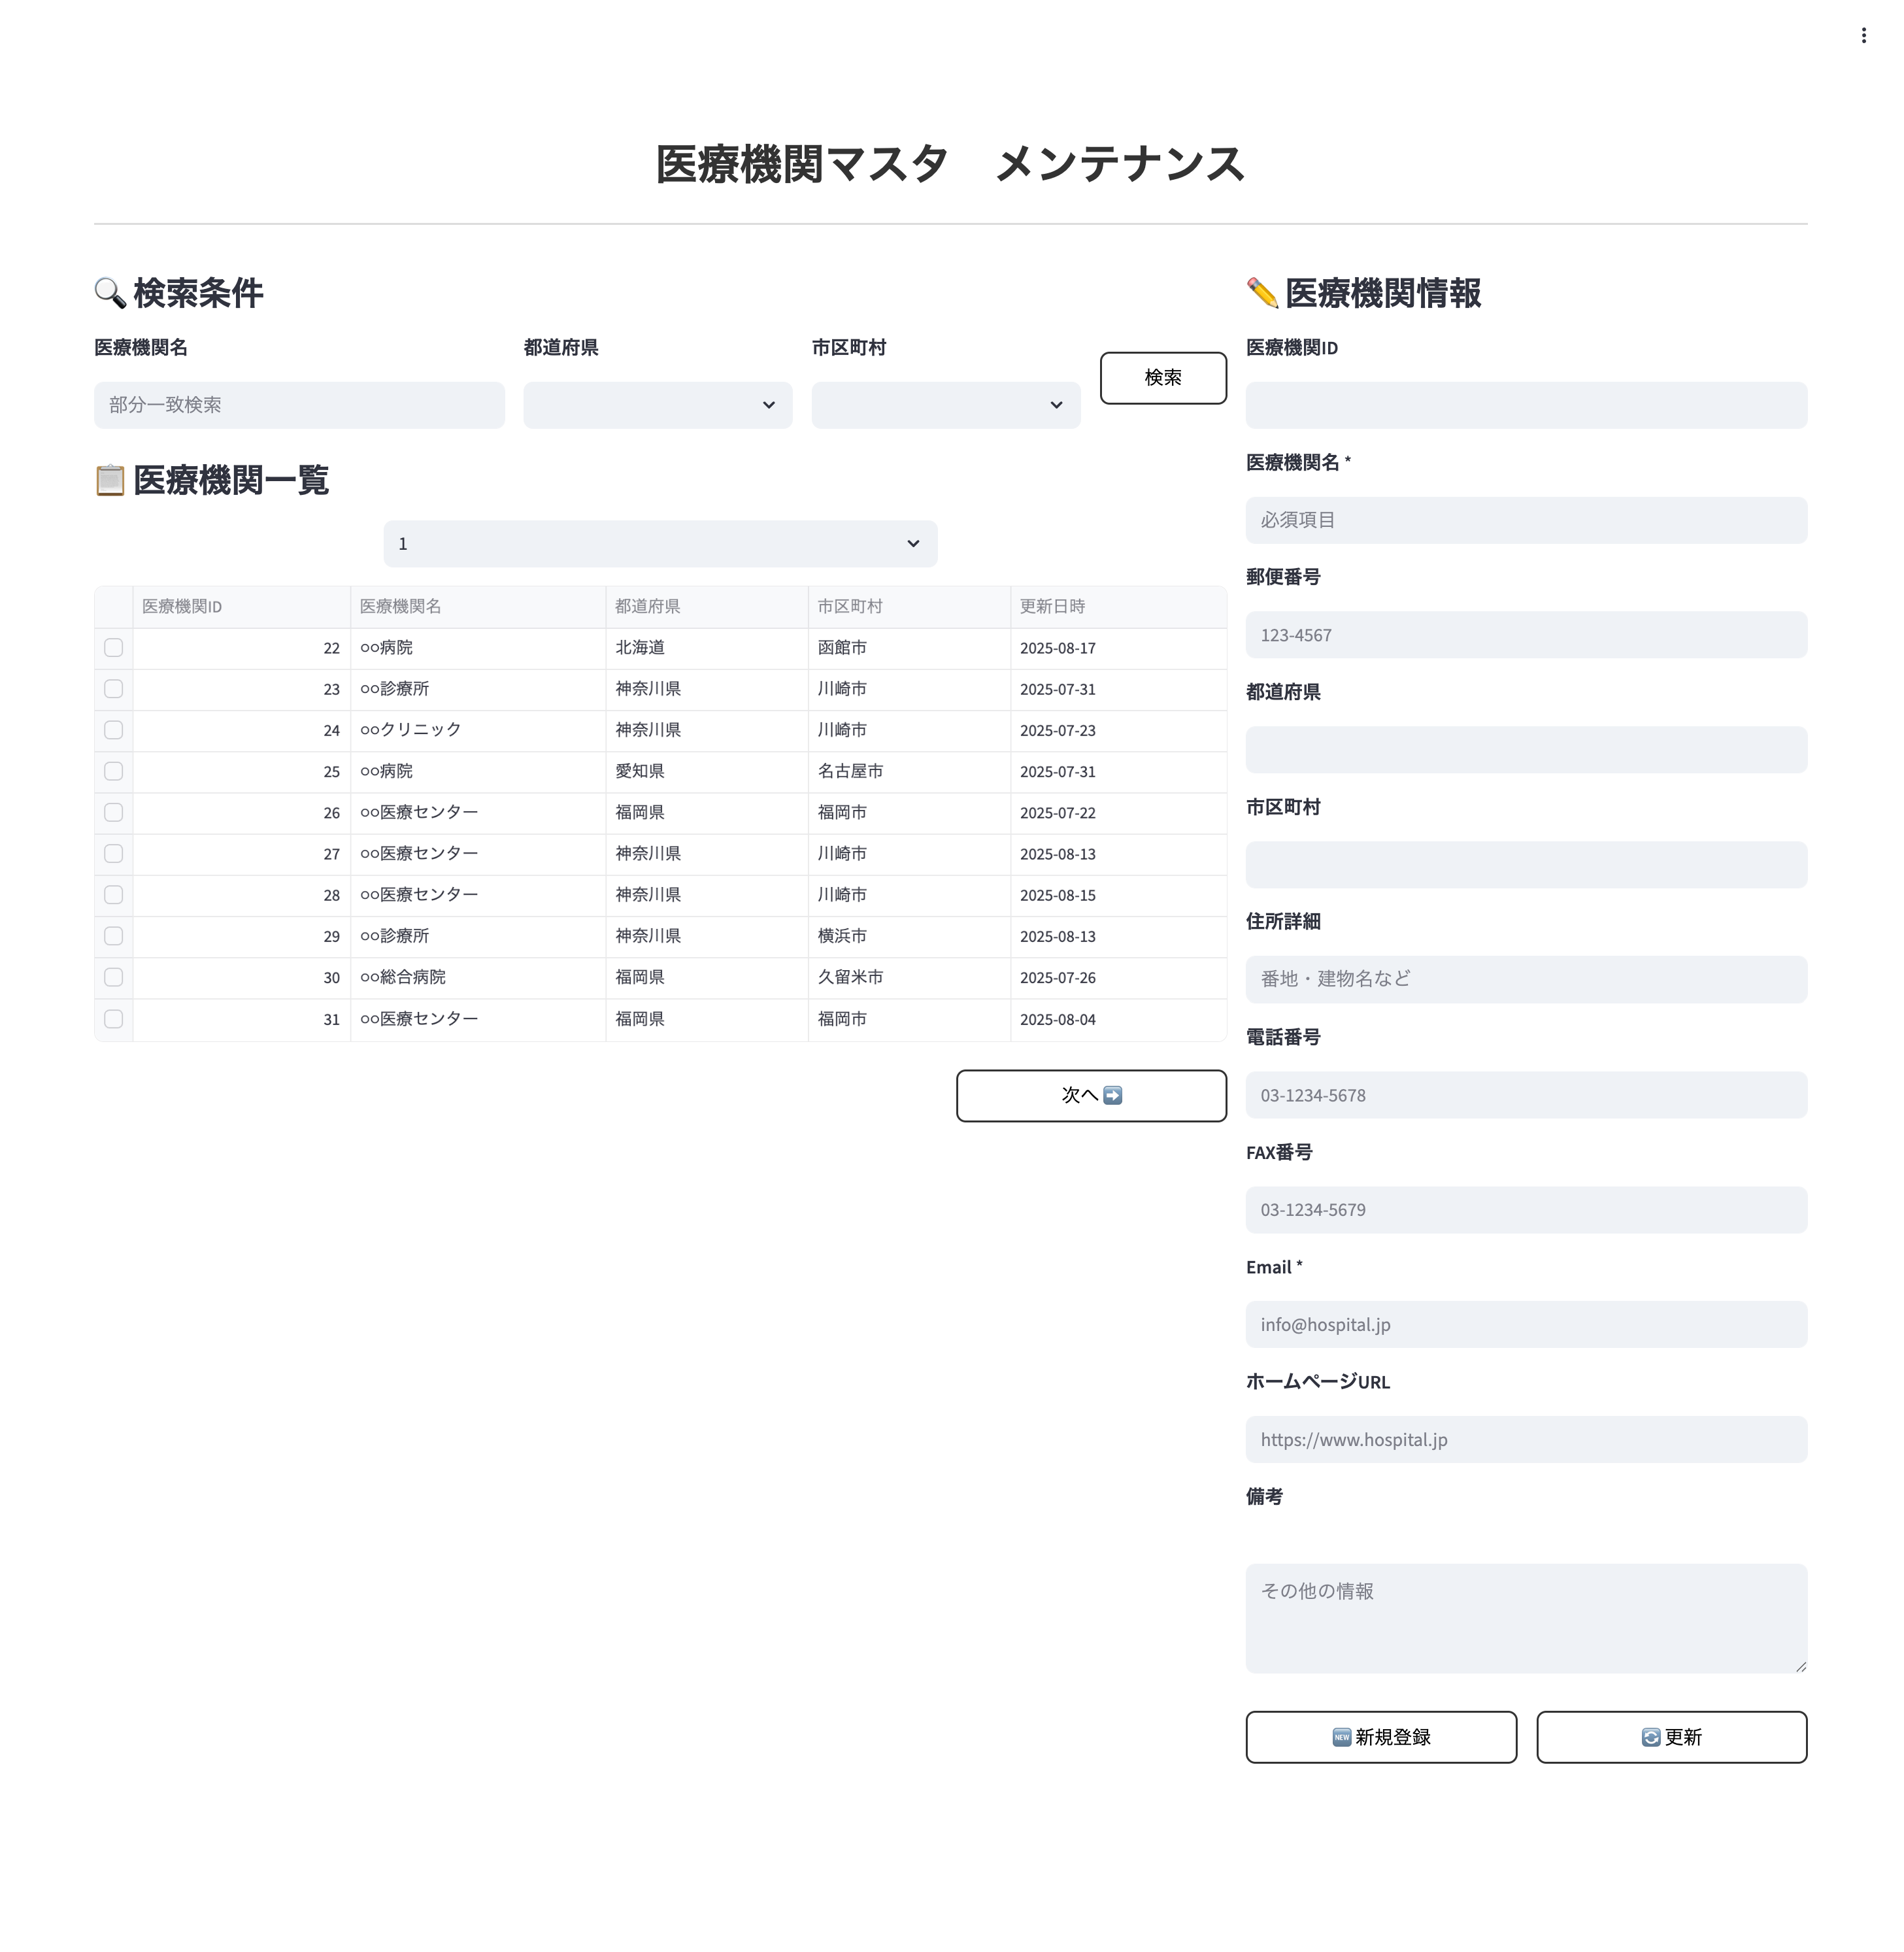 医療機関マスタ　メンテナンス
🔍 検索条件
医療機関名
部分一致検索
都道府県
市区町村
検索
📋 医療機関一覧
1
医療機関ID 医療機関名 都道府県 市区町村 更新日時
22 ○○病院 北海道 函館市 2025-08-17
23 ○○診療所 神奈川県 川崎市 2025-07-31
24 ○○クリニック 神奈川県 川崎市 2025-07-23
25 ○○病院 愛知県 名古屋市 2025-07-31
26 ○○医療センター 福岡県 福岡市 2025-07-22
27 ○○医療センター 神奈川県 川崎市 2025-08-13
28 ○○医療センター 神奈川県 川崎市 2025-08-15
29 ○○診療所 神奈川県 横浜市 2025-08-13
30 ○○総合病院 福岡県 久留米市 2025-07-26
31 ○○医療センター 福岡県 福岡市 2025-08-04
次へ ➡️
✏️ 医療機関情報
医療機関ID
医療機関名 *
必須項目
郵便番号
123-4567
都道府県
市区町村
住所詳細
番地・建物名など
電話番号
03-1234-5678
FAX番号
03-1234-5679
Email *
info@hospital.jp
ホームページURL
https://www.hospital.jp
備考
その他の情報
🆕 新規登録
🔄 更新